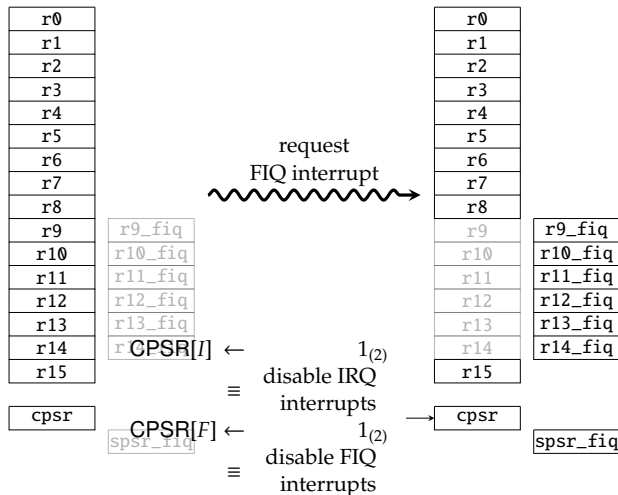 r0
r1
r2
r3
r4
r5
r6
r7
r8
r9
r10
r11
r12
r13
r14
r15
cpsr
r9_fiq
r10_fiq
r11_fiq
r12_fiq
r13_fiq
r14_fiq
spsr_fiq
request
FIQ interrupt
CPSR[I] ← 1(2)
≡ disable IRQ
interrupts
CPSR[F] ← 1(2)
≡ disable FIQ
interrupts
r0
r1
r2
r3
r4
r5
r6
r7
r8
r9
r10
r11
r12
r13
r14
r15
cpsr
r9_fiq
r10_fiq
r11_fiq
r12_fiq
r13_fiq
r14_fiq
spsr_fiq